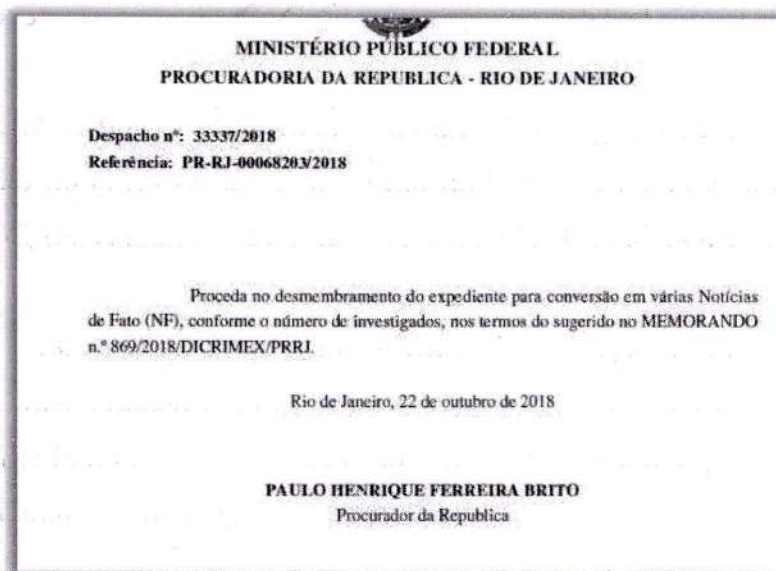 MINISTÉRIO PÚBLICO FEDERAL
PROCURADORIA DA REPUBLICA - RIO DE JANEIRO
Despacho nº: 33337/2018
Referência: PR-RJ-00068203/2018
Proceda no desmembramento do expediente para conversão em várias Notícias
de Fato (NF), conforme o número de investigados, nos termos do sugerido no MEMORANDO
n.º 869/2018/DICRIMEX/PRRJ.
Rio de Janeiro, 22 de outubro de 2018
PAULO HENRIQUE FERREIRA BRITO
Procurador da Republica